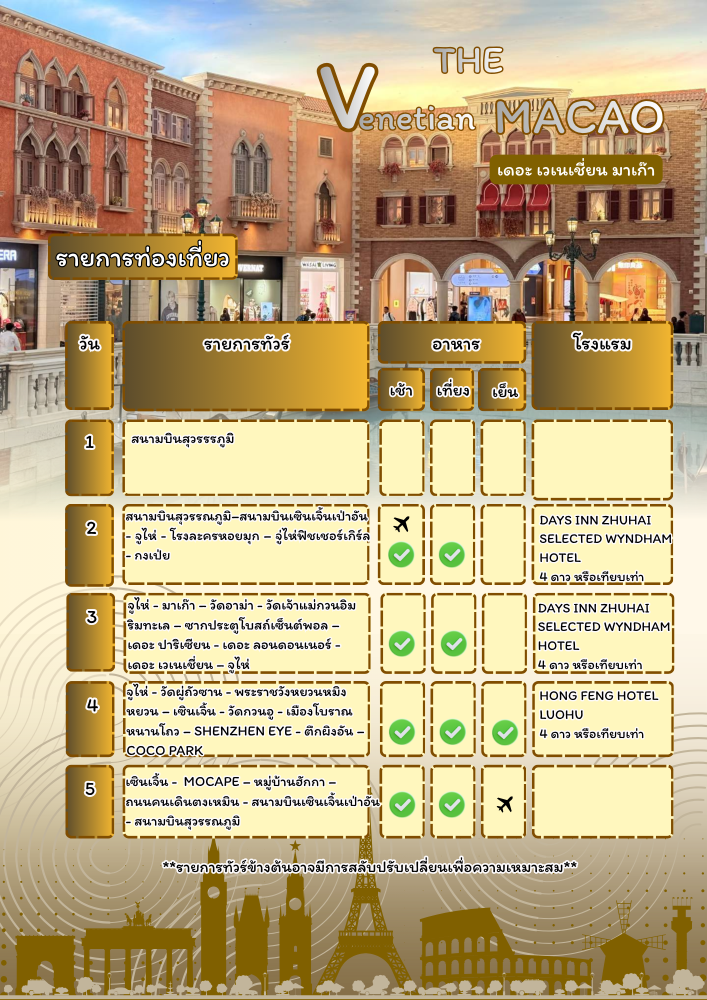 THE
Venetian MACAO
เดอะ เวเนเชี่ยน มาเก๊า
รายการท่องเที่ยว
ERA
OVERNAT
WASAI LIVING
วัน
รายการทัวร์
อาหาร
โรงแรม
เช้า
เที่ยง
เย็น
1
สนามบินสุวรรรภูมิ
2
สนามบินสุวรรณภูมิ–สนามบินเซินเจิ้นเป่าอัน
- จูไห่ - โรงละครหอยมุก – จู่ไห่ฟิชเชอร์เกิร์ล
- กงเป่ย
DAYS INN ZHUHAI
SELECTED WYNDHAM
HOTEL
4 ดาว หรือเทียบเท่า
3
จูไห่ - มาเก๊า – วัดอาม่า - วัดเจ้าแม่กวนอิม
ริมทะเล – ซากประตูโบสถ์เซ็นต์พอล –
เดอะ ปาริเซียน - เดอะ ลอนดอนเนอร์ -
เดอะ เวเนเชี่ยน – จูไห่
DAYS INN ZHUHAI
SELECTED WYNDHAM
HOTEL
4 ดาว หรือเทียบเท่า
4
จูไห่ - วัดผู่ถัวซาน - พระราชวังหยวนหมิง
หยวน – เซินเจิ้น - วัดกวนอู - เมืองโบราณ
หนานโถว – SHENZHEN EYE - ตึกผิงอัน –
COCO PARK
HONG FENG HOTEL
LUOHU
4 ดาว หรือเทียบเท่า
5
เซินเจิ้น - MOCAPE – หมู่บ้านฮักกา –
ถนนคนเดินตงเหมิน - สนามบินเซินเจิ้นเป่าอัน
- สนามบินสุวรรณภูมิ
**รายการทัวร์ข้างต้นอาจมีการสลับปรับเปลี่ยนเพื่อความเหมาะสม**